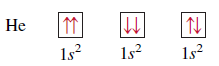 He ↑↑ ↓↓ ↑↓
1s² 1s² 1s²